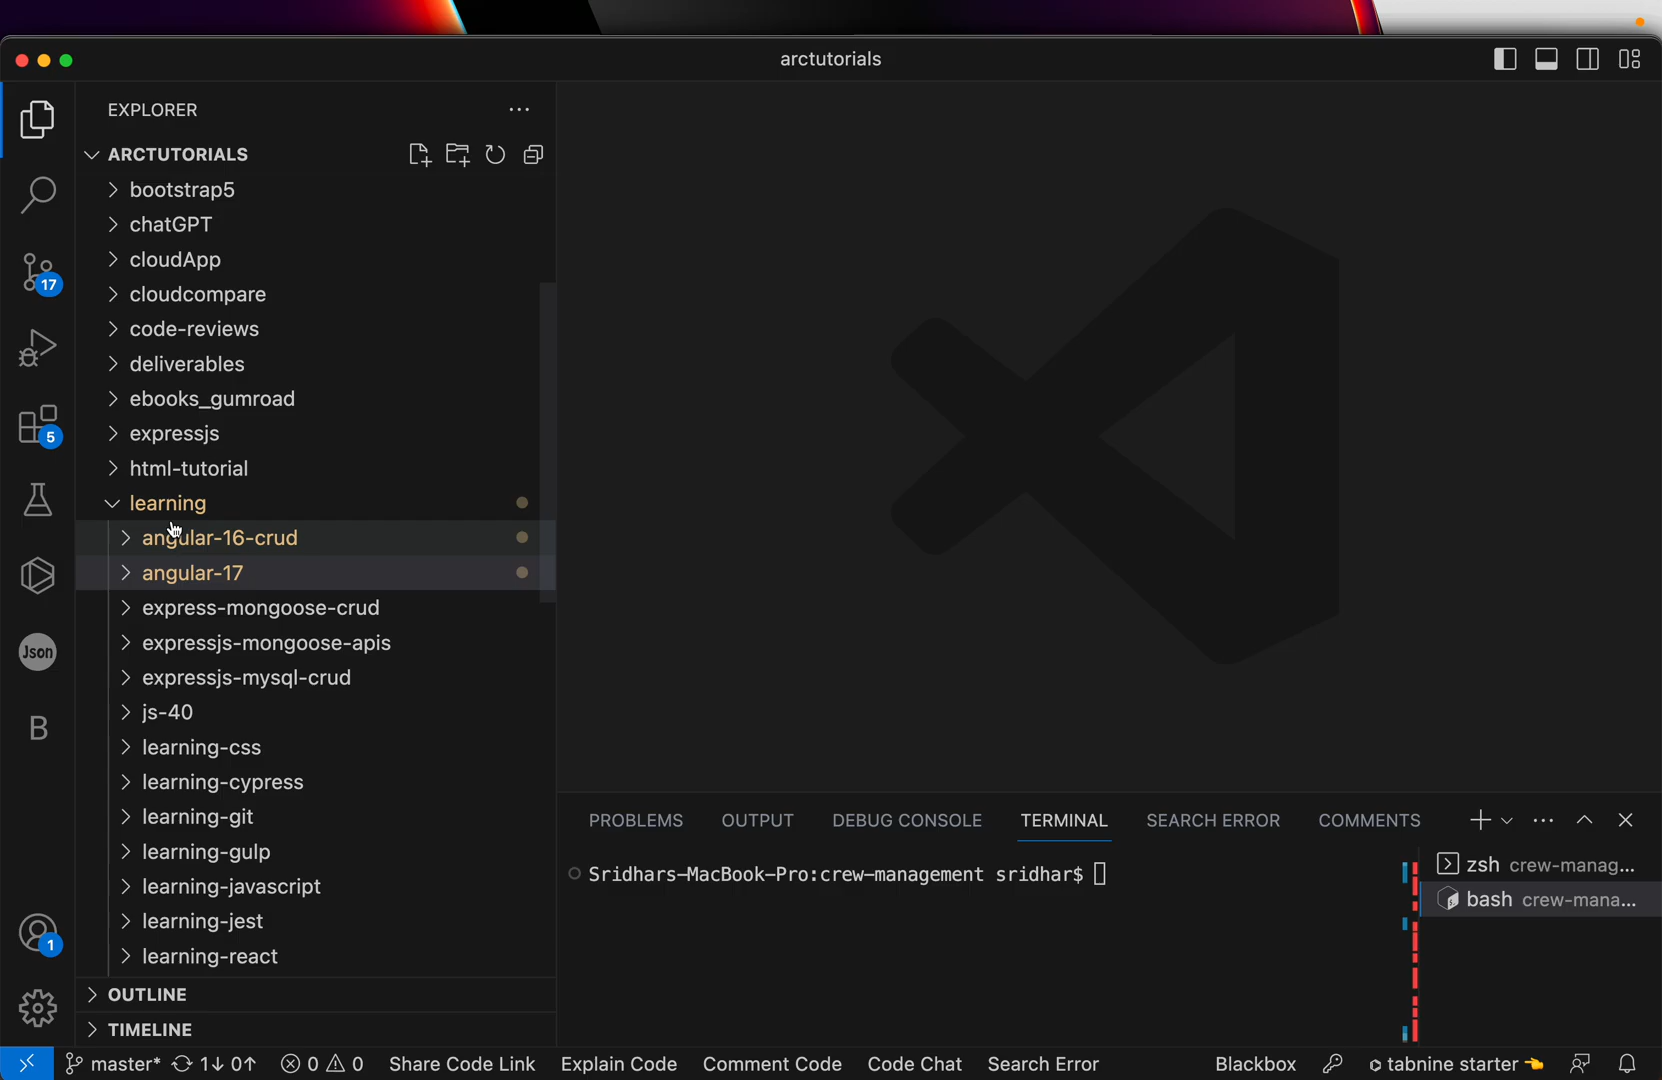 arctutorials
EXPLORER
ARCTUTORIALS
bootstrap5
chatGPT
cloudApp
cloudcompare
code-reviews
deliverables
ebooks_gumroad
expressjs
html-tutorial
learning
angular-16-crud
angular-17
express-mongoose-crud
expressjs-mongoose-apis
expressjs-mysql-crud
js-40
learning-css
learning-cypress
learning-git
learning-gulp
learning-javascript
learning-jest
learning-react
OUTLINE
TIMELINE
17
5
Json
B
1
PROBLEMS OUTPUT DEBUG CONSOLE TERMINAL SEARCH ERROR COMMENTS
Sridhars-MacBook-Pro:crew-management sridhar$
zsh crew-manag...
bash crew-mana...
master* 1↓ 0↑ 0 0 Share Code Link Explain Code Comment Code Code Chat Search Error Blackbox tabnine starter